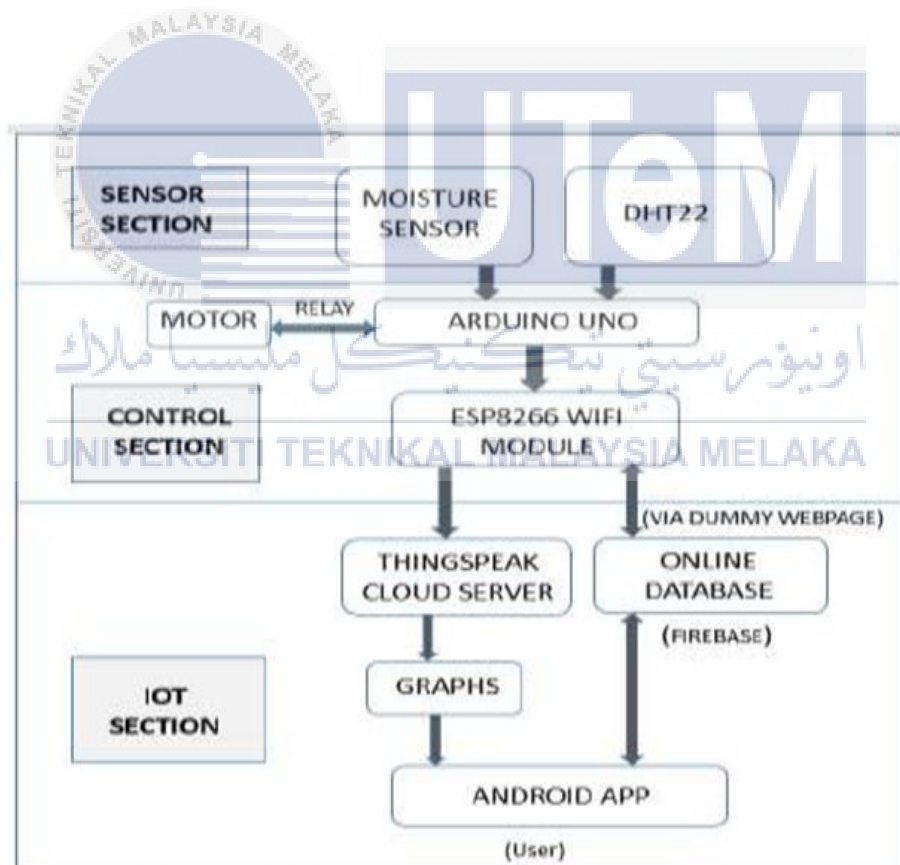 UNIVERSITI TEKNIKAL MALAYSIA MELAKA
UTeM
SENSOR
SECTION
MOISTURE
SENSOR
DHT22
MOTOR
RELAY
ARDUINO UNO
اونيۏرسيتي تيكنيكل مليسيا ملاك
CONTROL
SECTION
ESP8266 WIFI
MODULE
UNIVERSITI TEKNIKAL MALAYSIA MELAKA
(VIA DUMMY WEBPAGE)
THINGSPEAK
CLOUD SERVER
ONLINE
DATABASE
(FIREBASE)
IOT
SECTION
GRAPHS
ANDROID APP
(User)